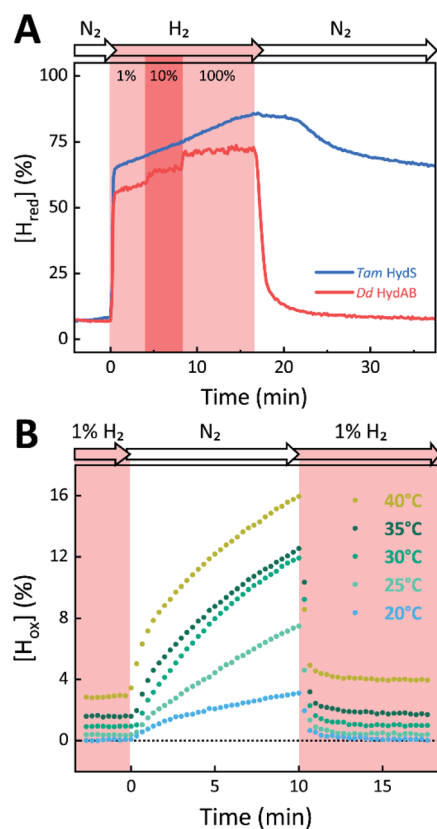 A
N₂ H₂ N₂
1% 10% 100%
100
75
50
25
0
[H_red] (%)
Tam HydS
Dd HydAB
0 10 20 30
Time (min)
B
1% H₂ N₂ 1% H₂
16
12
8
4
0
[H_ox] (%)
40°C
35°C
30°C
25°C
20°C
0 5 10 15
Time (min)